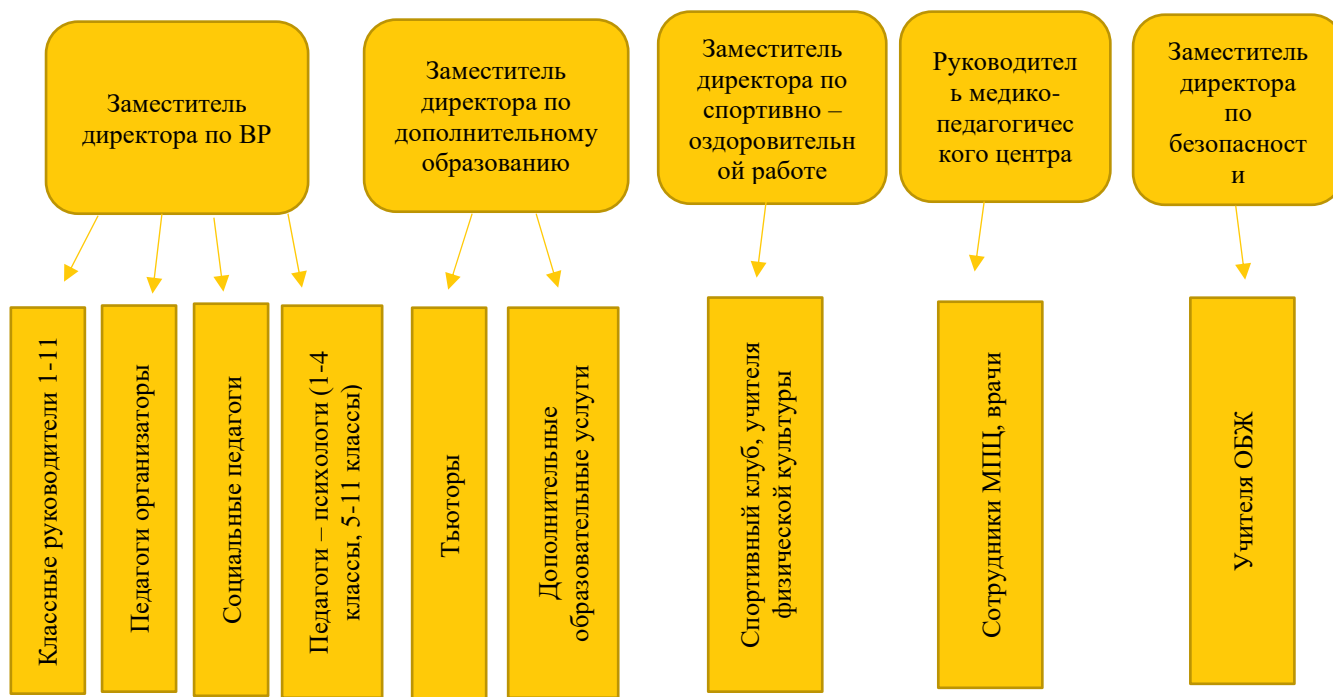 Заместитель
директора по ВР
Заместитель
директора по
дополнительному
образованию
Заместитель
директора по
спортивно –
оздоровительн
ой работе
Руководител
ь медико-
педагогичес
кого центра
Заместитель
директора
по
безопасност
и
Классные руководители 1-11
Педагоги организаторы
Социальные педагоги
Педагоги – психологи (1-4
классы, 5-11 классы)
Тьюторы
Дополнительные
образовательные услуги
Спортивный клуб, учителя
физической культуры
Сотрудники МПЦ, врачи
Учителя ОБЖ